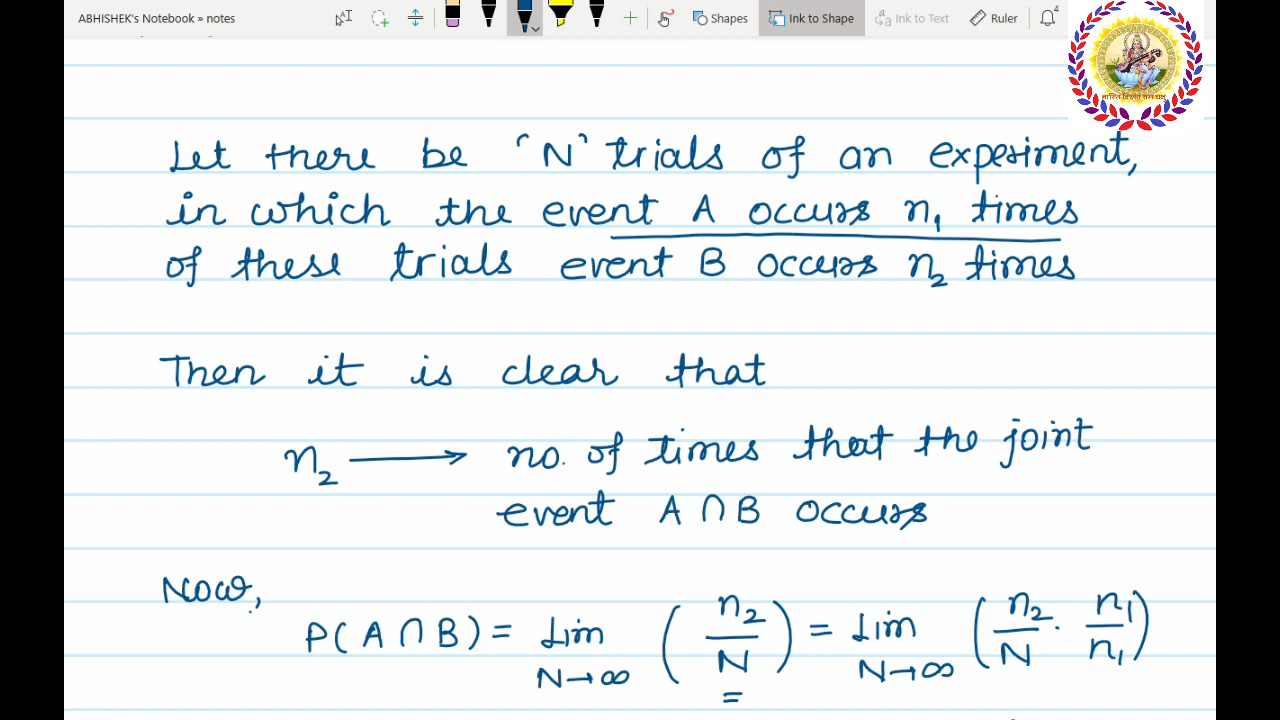 ABHISHEK's Notebook » notes
Shapes
Ink to Shape
Ink to Text
Ruler
4
Let there be 'N' trials of an experiment,
in which the event A occurs n₁ times
of these trials event B occurs n₂ times
Then it is clear that
n₂ ⟶ no. of times that the joint
event A ∩ B occurs
Now,
P(A ∩ B) = Lim N→∞ (n₂/N) = Lim N→∞ (n₂/N · n₁/n₁)
=